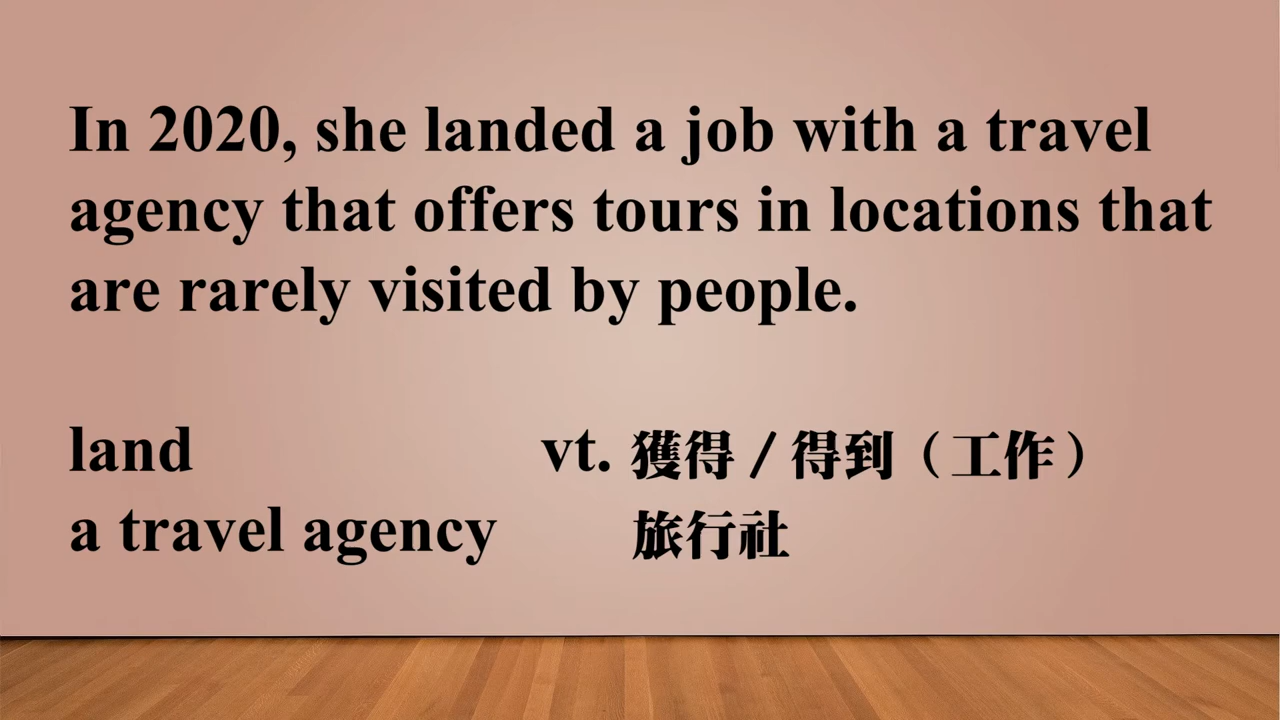 In 2020, she landed a job with a travel
agency that offers tours in locations that
are rarely visited by people.
land vt. 獲得/得到（工作）
a travel agency 旅行社